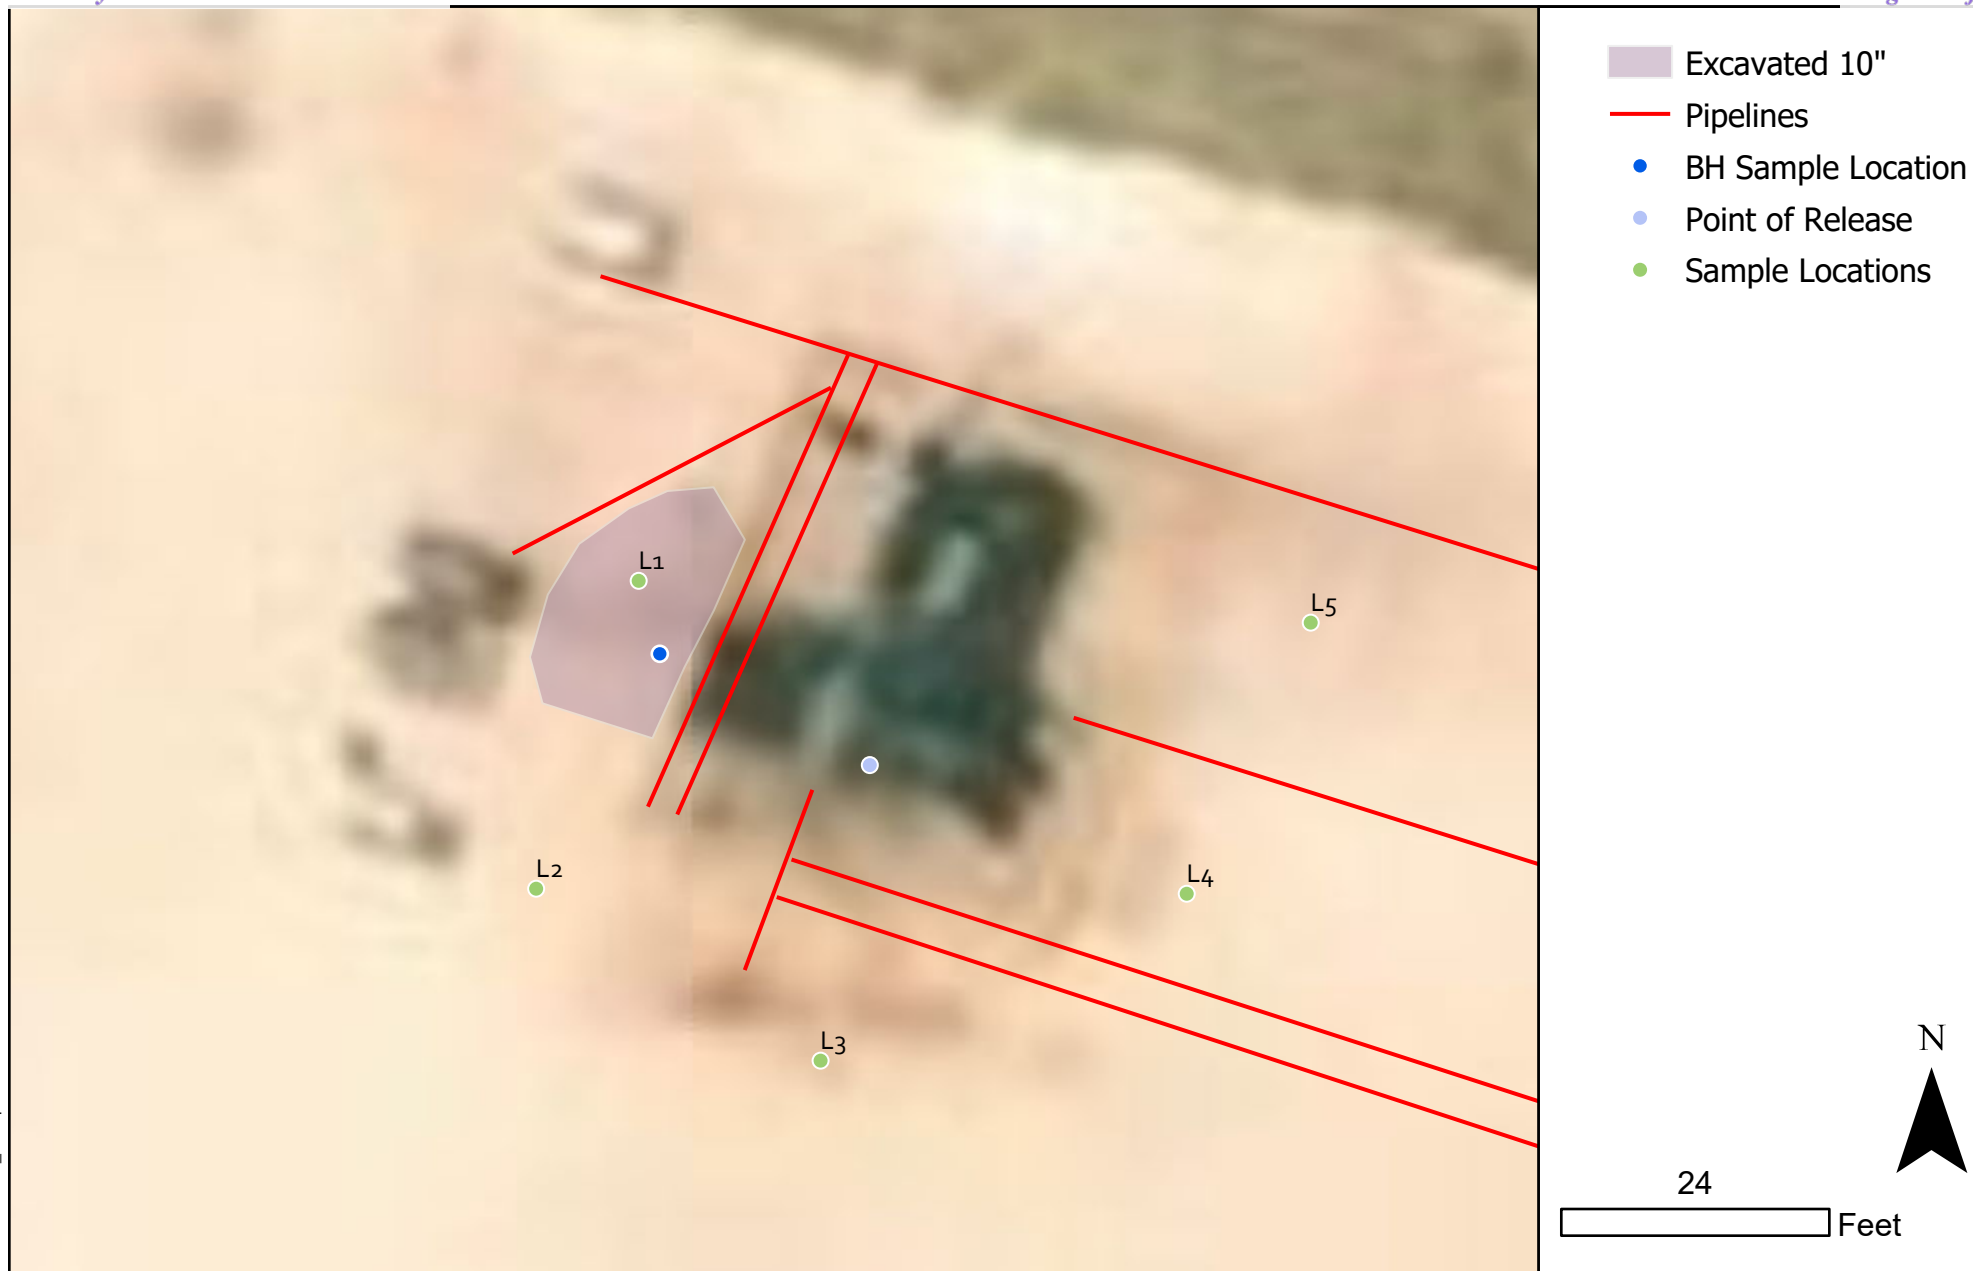 Excavated 10"
Pipelines
BH Sample Location
Point of Release
Sample Locations
L1
L5
L2
L4
L3
N
24
Feet